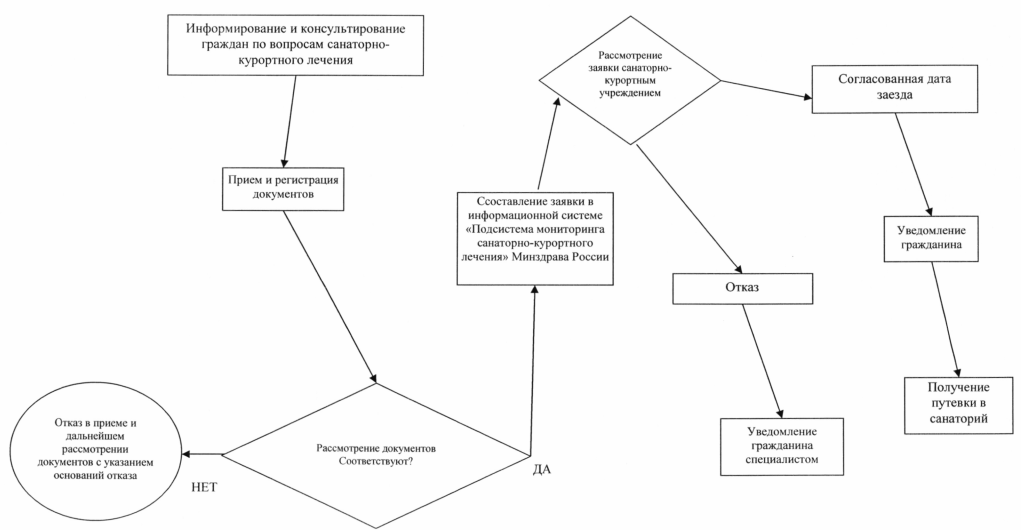 Информирование и консультирование
граждан по вопросам санаторно-
курортного лечения
Прием и регистрация
документов
Рассмотрение документов
Соответствуют?
НЕТ
Отказ в приеме и
дальнейшем
рассмотрении
документов с указанием
оснований отказа
ДА
Ссоставление заявки в
информационной системе
«Подсистема мониторинга
санаторно-курортного
лечения» Минздрава России
Рассмотрение
заявки санаторно-
курортным
учреждением
Согласованная дата
заезда
Уведомление
гражданина
Получение
путевки в
санаторий
Отказ
Уведомление
гражданина
специалистом